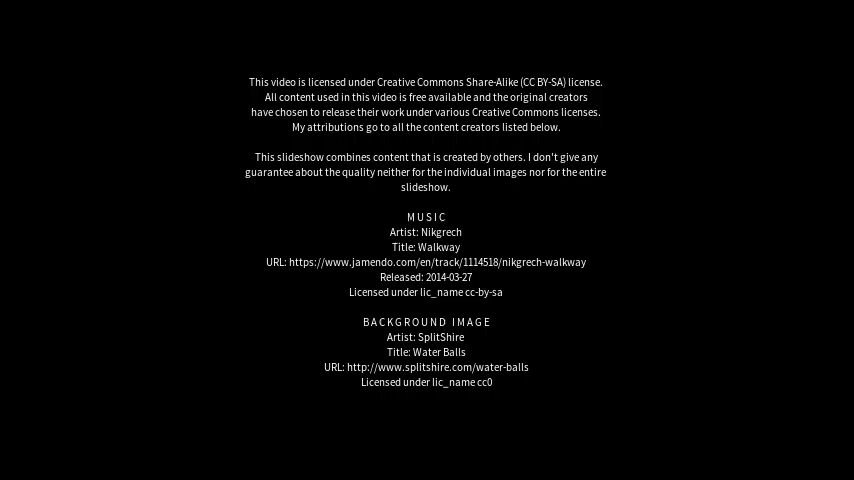 This video is licensed under Creative Commons Share-Alike (CC BY-SA) license.
All content used in this video is free available and the original creators
have chosen to release their work under various Creative Commons licenses.
My attributions go to all the content creators listed below.
This slideshow combines content that is created by others. I don't give any
guarantee about the quality neither for the individual images nor for the entire
slideshow.
MUSIC
Artist: Nikgrech
Title: Walkway
URL: https://www.jamendo.com/en/track/1114518/nikgrech-walkway
Released: 2014-03-27
Licensed under lic_name cc-by-sa
BACKGROUND IMAGE
Artist: SplitShire
Title: Water Balls
URL: http://www.splitshire.com/water-balls
Licensed under lic_name cc0